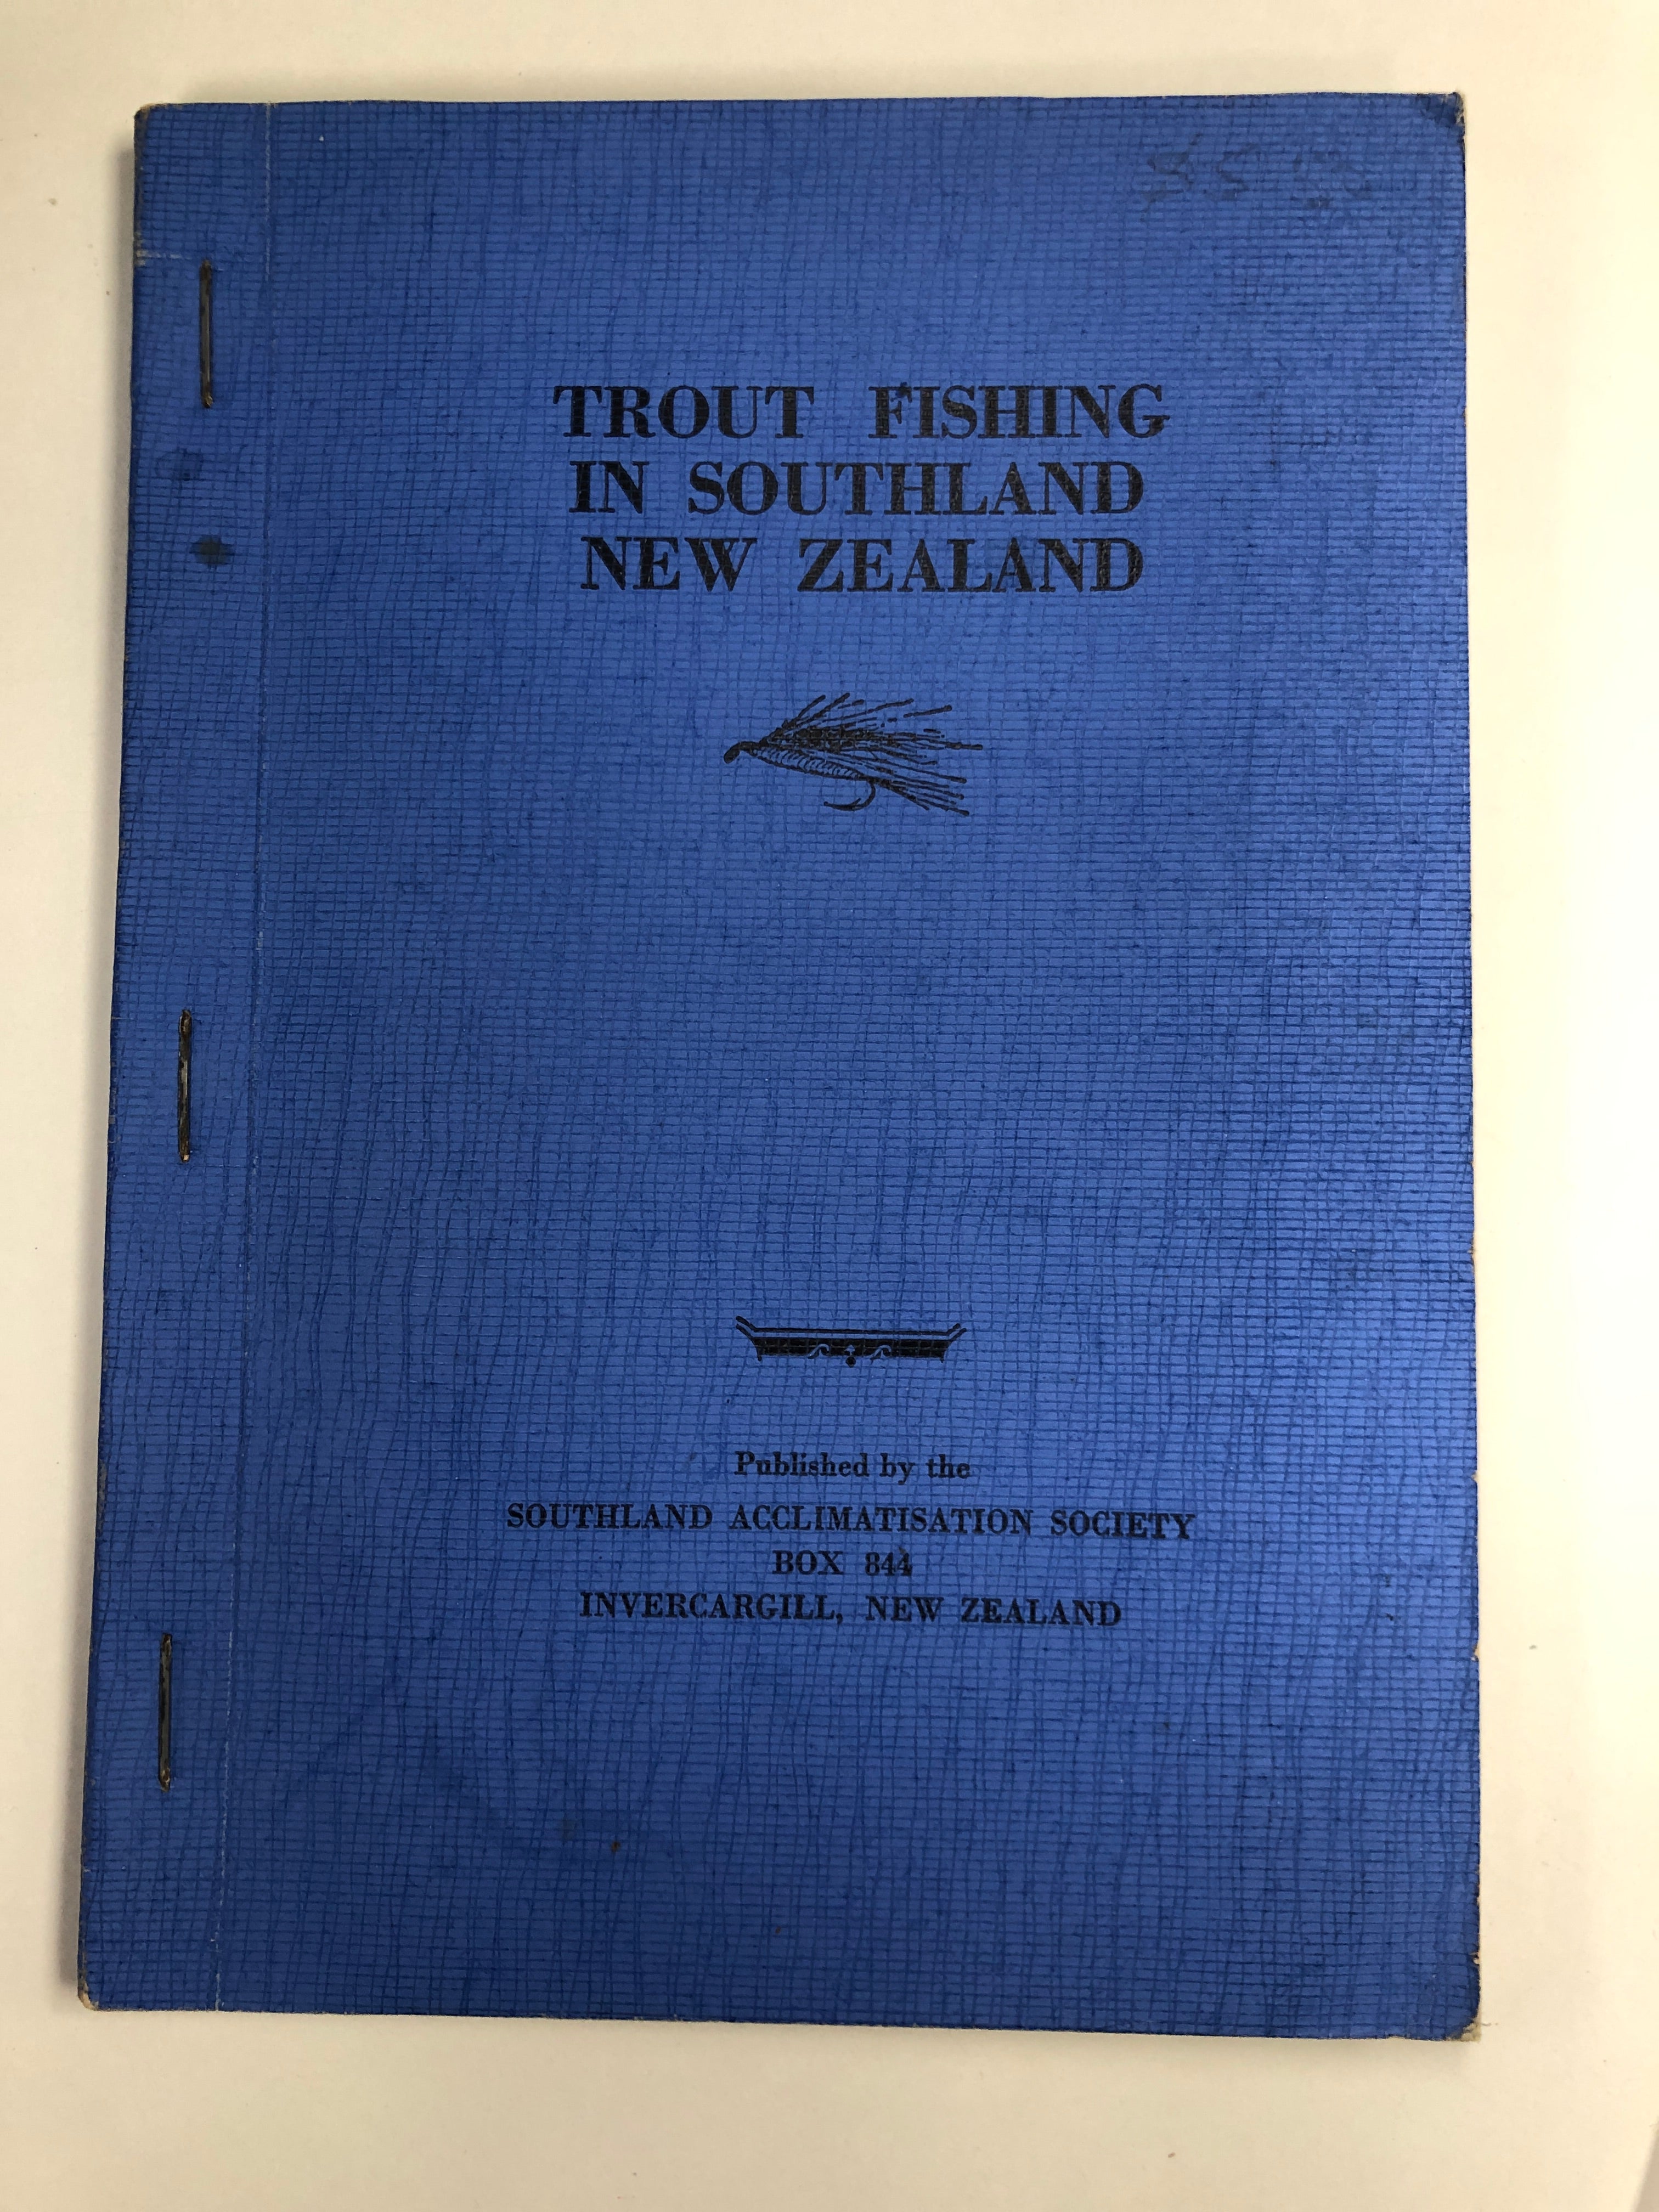 TROUT FISHING
IN SOUTHLAND
NEW ZEALAND
Published by the
SOUTHLAND ACCLIMATISATION SOCIETY
BOX 844
INVERCARGILL, NEW ZEALAND